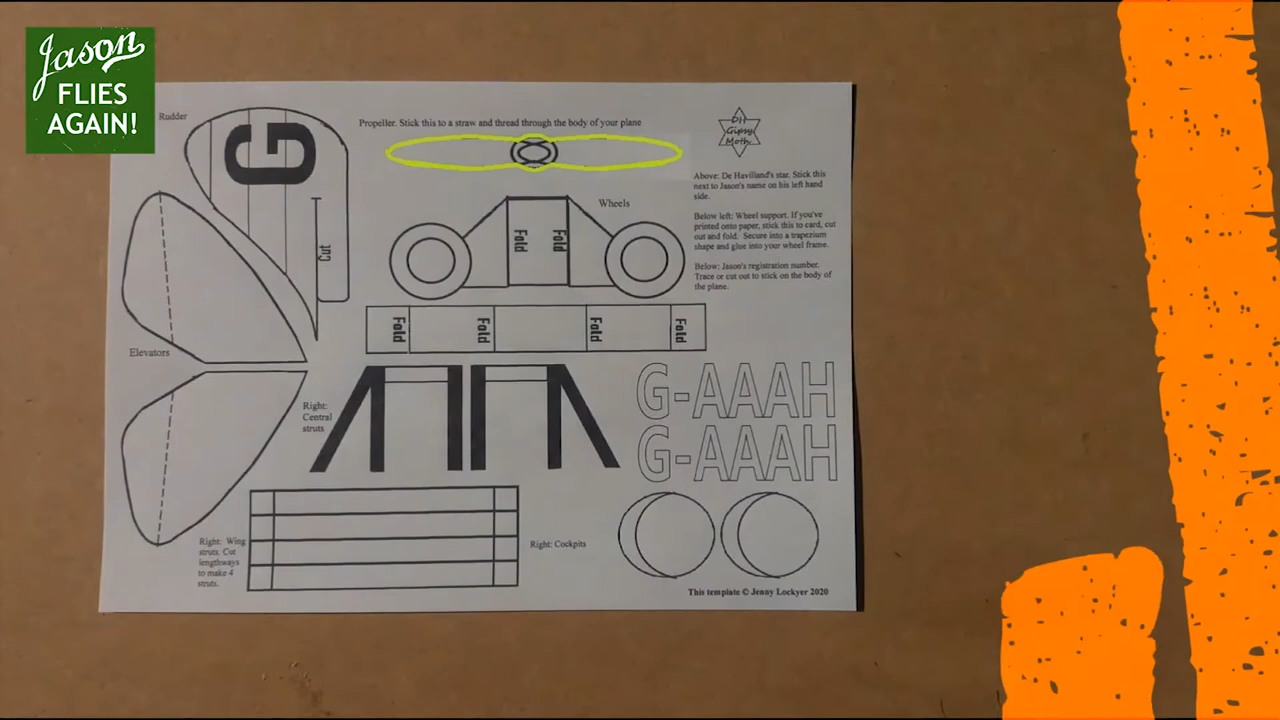 Jason
FLIES
AGAIN!
Rudder
G
Cut
Propeller. Stick this to a straw and thread through the body of your plane
DH
Gipsy
Moth
Above: De Havilland's star. Stick this
next to Jason's name on his left hand
side.
Wheels
Fold
Fold
Below left: Wheel support. If you've
printed onto paper, stick this to card, cut
out and fold. Secure into a trapezium
shape and glue into your wheel frame.
Below: Jason's registration number.
Trace or cut out to stick on the body of
the plane.
Fold
Fold
Fold
Fold
Elevators
Right:
Central
struts
G-AAAH
G-AAAH
Right: Wing
struts. Cut
lengthways
to make 4
struts.
Right: Cockpits
This template © Jenny Lockyer 2020